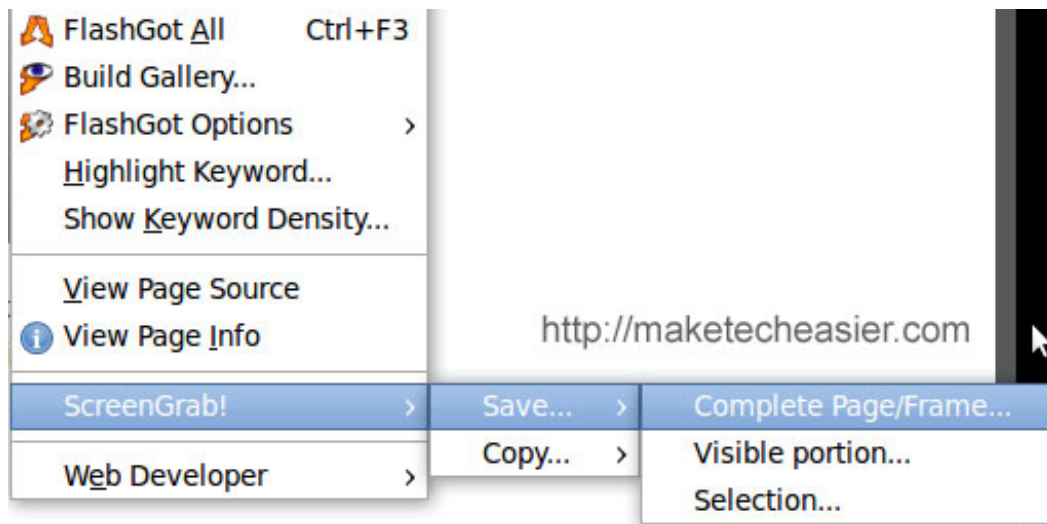 FlashGot All Ctrl+F3
Build Gallery...
FlashGot Options >
Highlight Keyword...
Show Keyword Density...
View Page Source
View Page Info
http://maketecheasier.com
ScreenGrab! >
Save... >
Complete Page/Frame...
Copy... >
Visible portion...
Web Developer >
Selection...